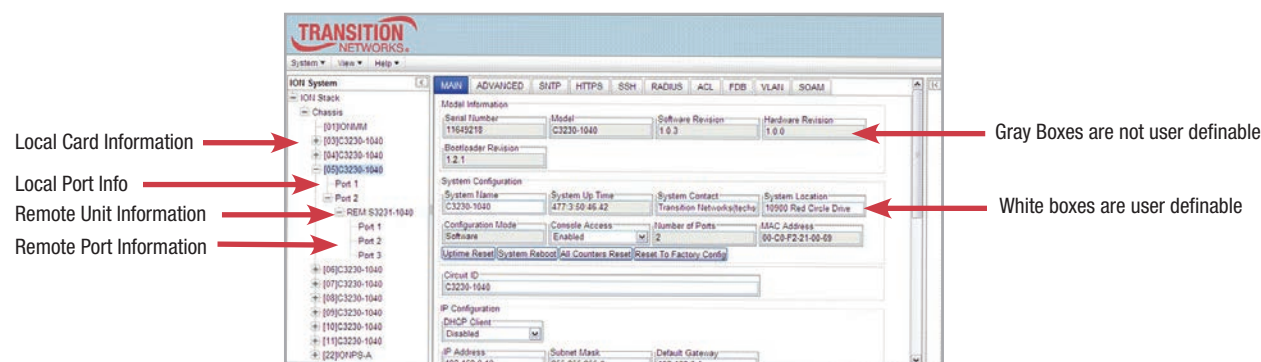 TRANSITION
NETWORKS.
System View Help
ION System
MAIN ADVANCED SNTP HTTPS SSH RADIUS ACL FDB VLAN SOAM
ION Stack
Chassis
[01]IONMM
[03]C3230-1040
[04]C3230-1040
[05]C3230-1040
Port 1
Port 2
REM S3231-1040
Port 1
Port 2
Port 3
[06]C3230-1040
[07]C3230-1040
[08]C3230-1040
[09]C3230-1040
[10]C3230-1040
[11]C3230-1040
[22]IONPS-A
Local Card Information
Local Port Info
Remote Unit Information
Remote Port Information
Model Information
Serial Number Model Software Revision Hardware Revision
11649218 C3230-1040 1.0.3 1.0.0
Bootloader Revision
1.2.1
System Configuration
System Name System Up Time System Contact System Location
C3230-1040 477:3:50:46.42 Transition Networks(techs 10900 Red Circle Drive
Configuration Mode Console Access Number of Ports MAC Address
Software Enabled 2 00-C0-F2-21-00-69
Uptime Reset System Reboot All Counters Reset Reset To Factory Config
Circuit ID
C3230-1040
IP Configuration
DHCP Client
Disabled
IP Address Subnet Mask Default Gateway
Gray Boxes are not user definable
White boxes are user definable